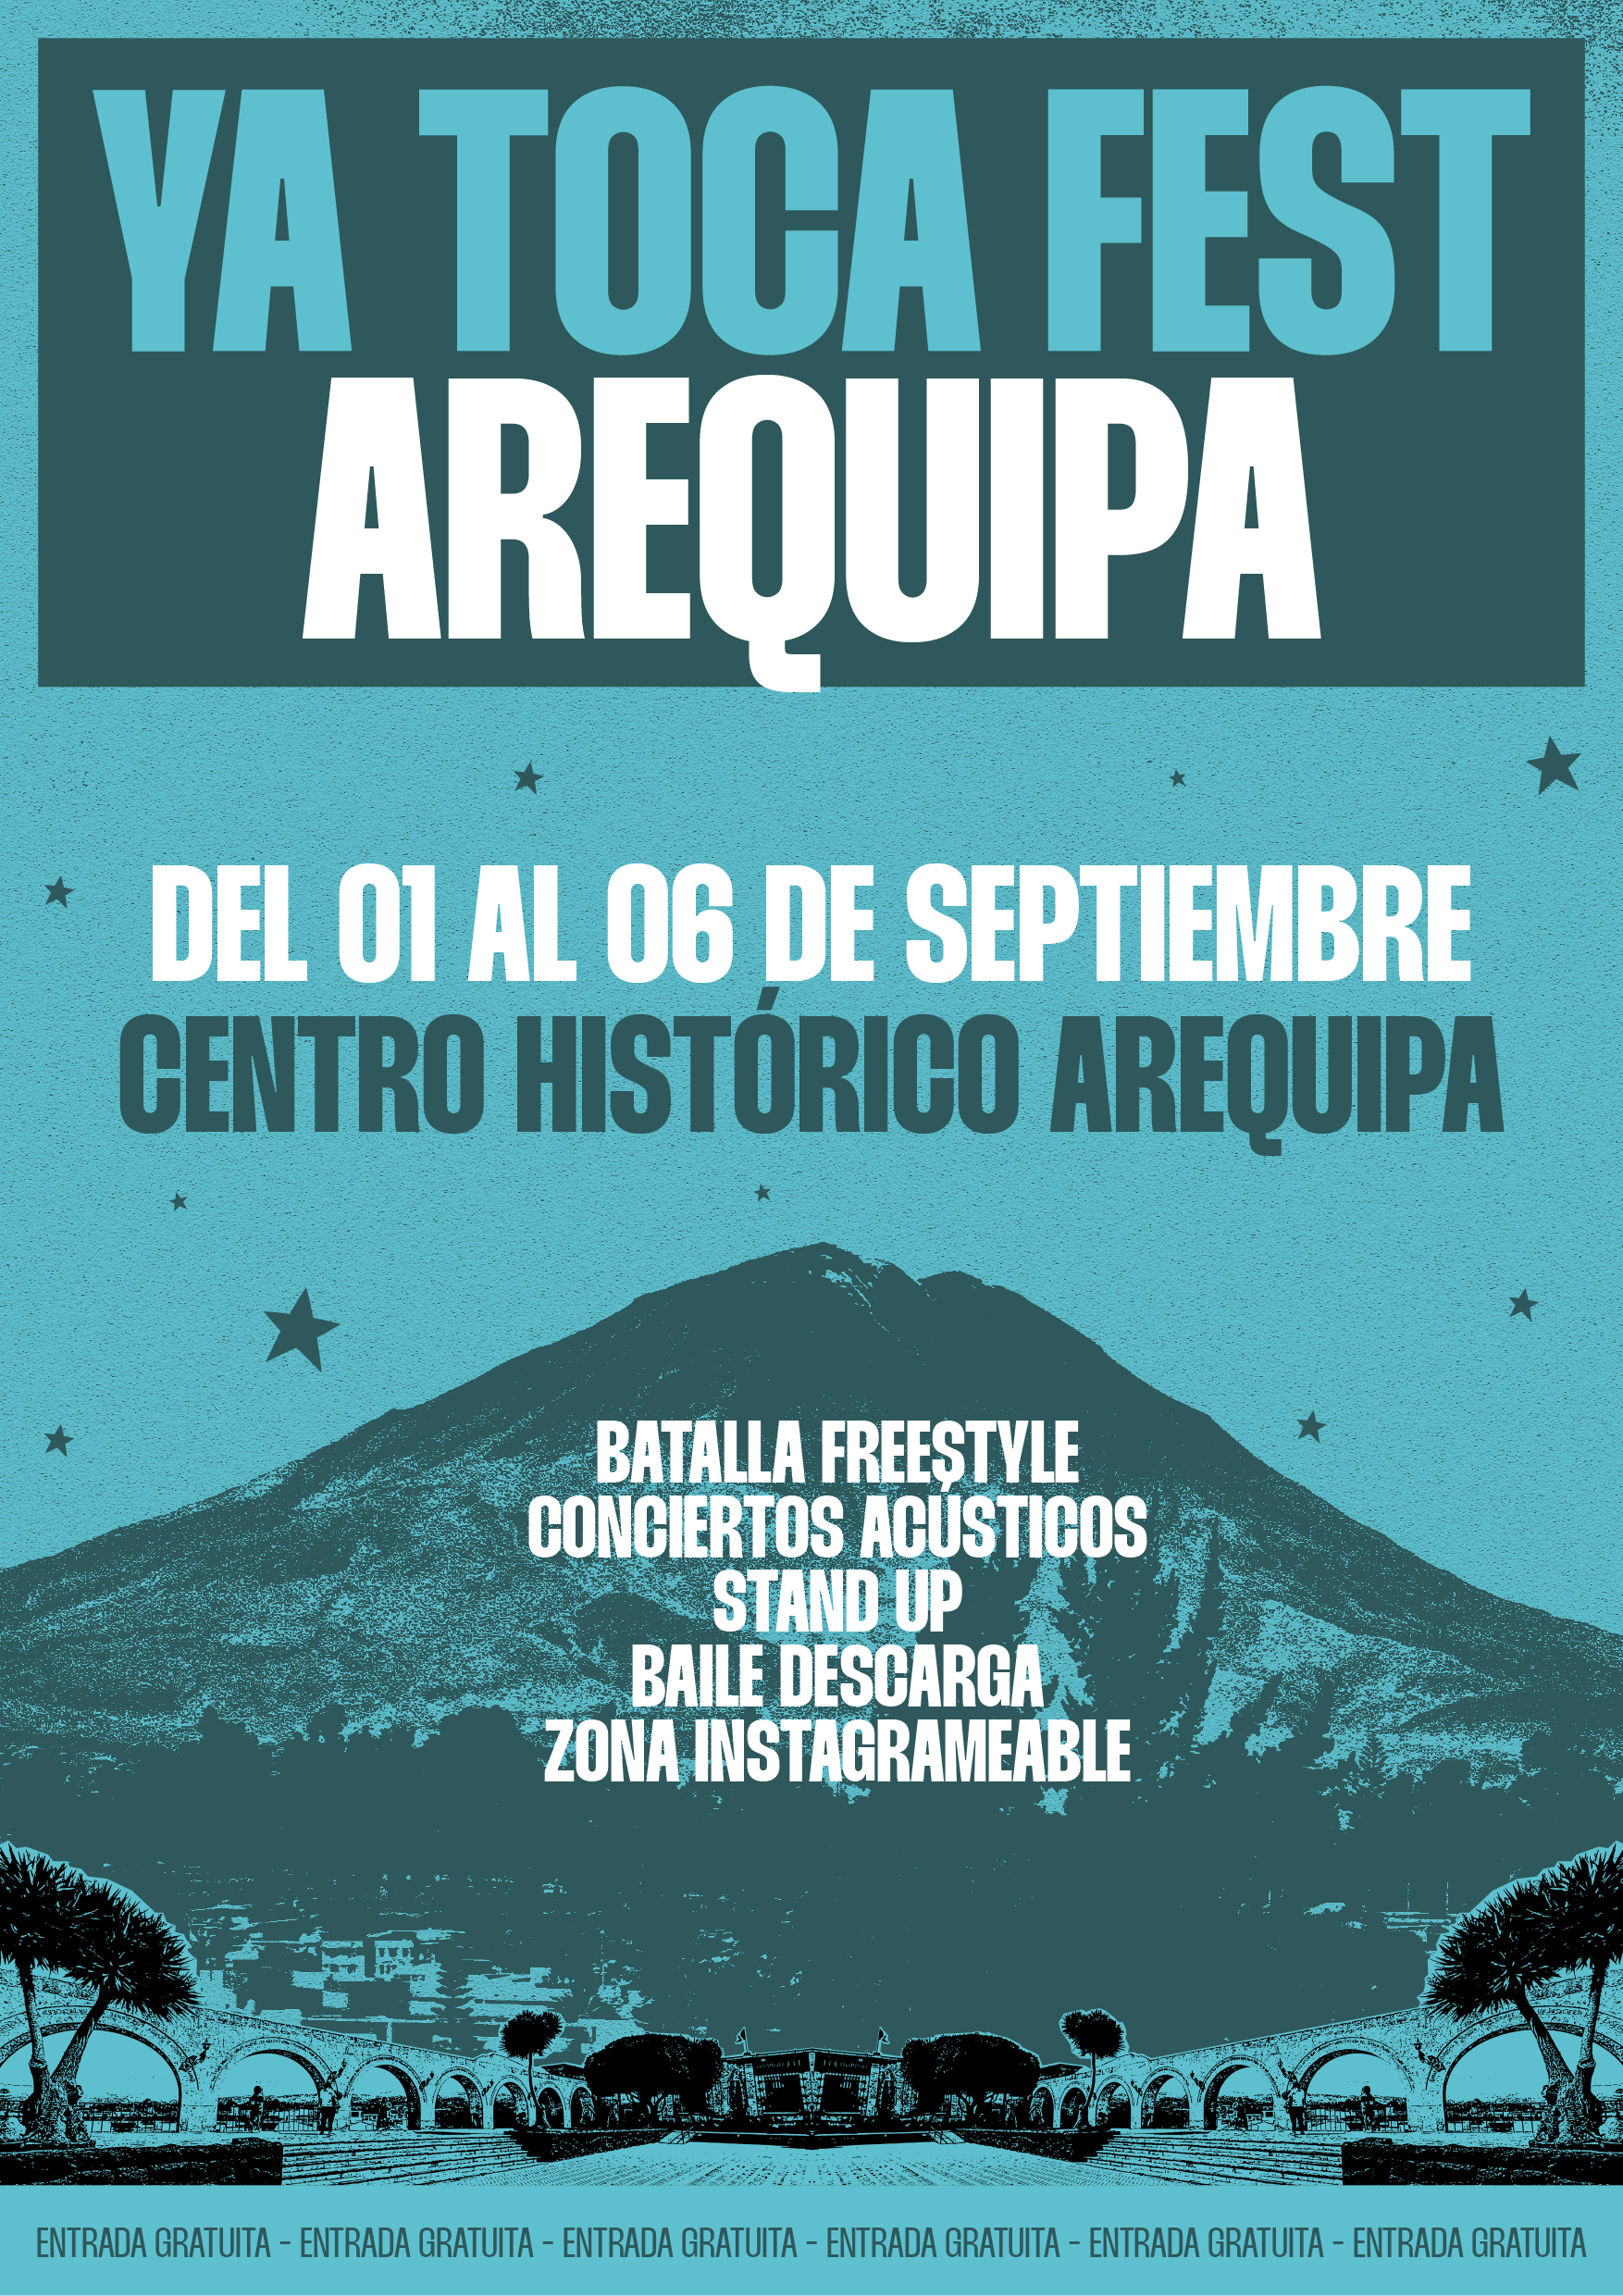 YA TOCA FEST
AREQUIPA
DEL 01 AL 06 DE SEPTIEMBRE
CENTRO HISTÓRICO AREQUIPA
BATALLA FREESTYLE
CONCIERTOS ACÚSTICOS
STAND UP
BAILE DESCARGA
ZONA INSTAGRAMEABLE
ENTRADA GRATUITA - ENTRADA GRATUITA - ENTRADA GRATUITA - ENTRADA GRATUITA - ENTRADA GRATUITA - ENTRADA GRATUITA